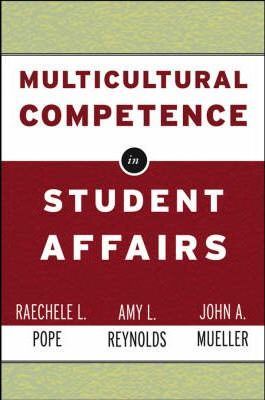 MULTICULTURAL
COMPETENCE
in
STUDENT
AFFAIRS
RAECHELE L. POPE
AMY L. REYNOLDS
JOHN A. MUELLER